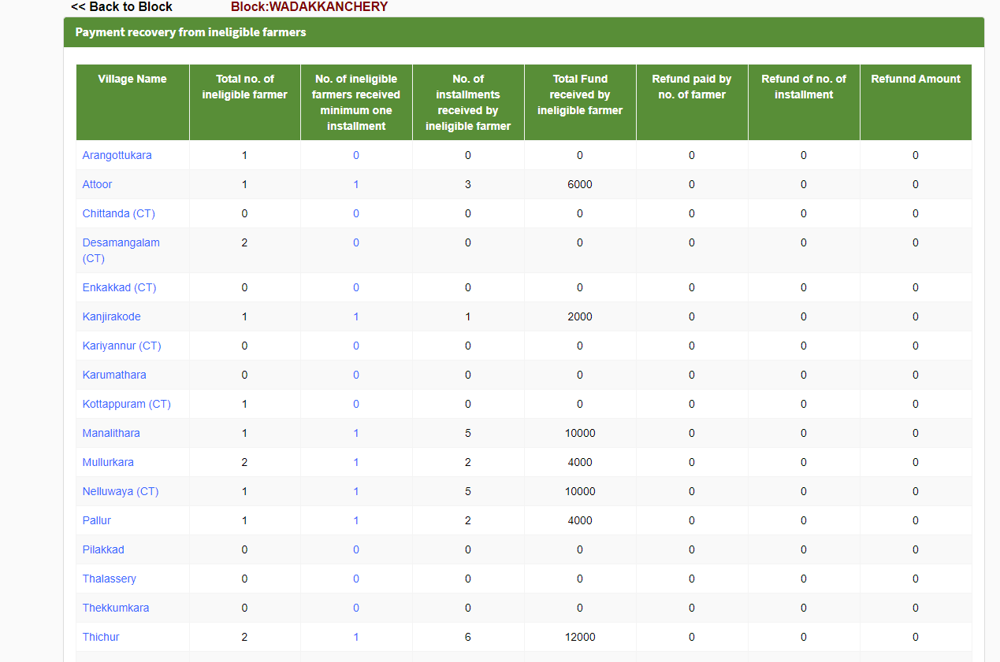 << Back to Block Block:WADAKKANCHERY
Payment recovery from ineligible farmers
Village Name Total no. of ineligible farmer No. of ineligible farmers received minimum one installment No. of installments received by ineligible farmer Total Fund received by ineligible farmer Refund paid by no. of farmer Refund of no. of installment Refunnd Amount
Arangottukara 1 0 0 0 0 0 0
Attoor 1 1 3 6000 0 0 0
Chittanda (CT) 0 0 0 0 0 0 0
Desamangalam (CT) 2 0 0 0 0 0 0
Enkakkad (CT) 0 0 0 0 0 0 0
Kanjirakode 1 1 1 2000 0 0 0
Kariyannur (CT) 0 0 0 0 0 0 0
Karumathara 0 0 0 0 0 0 0
Kottappuram (CT) 1 0 0 0 0 0 0
Manalithara 1 1 5 10000 0 0 0
Mullurkara 2 1 2 4000 0 0 0
Nelluwaya (CT) 1 1 5 10000 0 0 0
Pallur 1 1 2 4000 0 0 0
Pilakkad 0 0 0 0 0 0 0
Thalassery 0 0 0 0 0 0 0
Thekkumkara 0 0 0 0 0 0 0
Thichur 2 1 6 12000 0 0 0